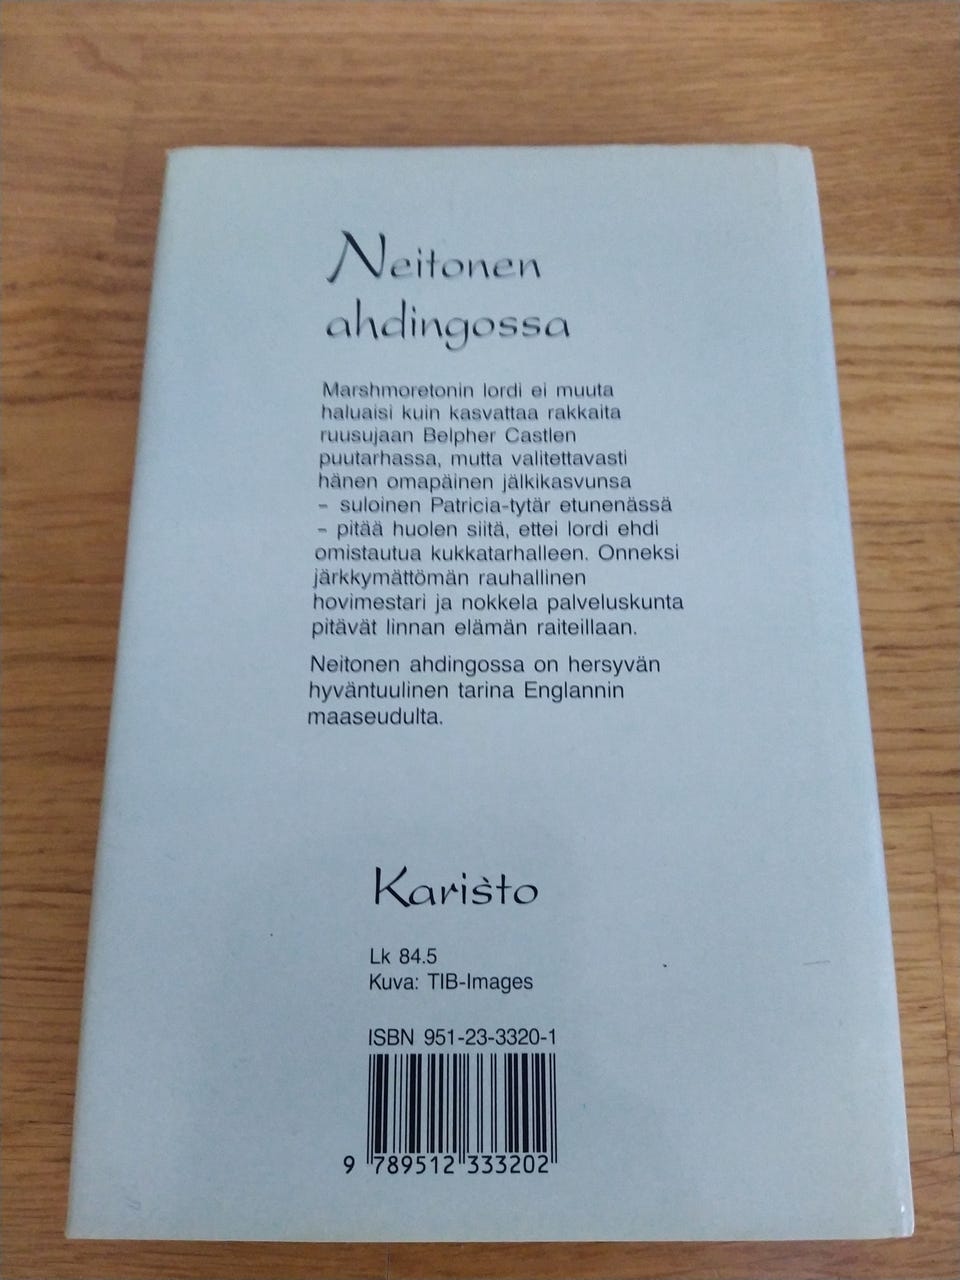 Neitonen
ahdingossa
Marshmoretonin lordi ei muuta
haluaisi kuin kasvattaa rakkaita
ruusujaan Belpher Castlen
puutarhassa, mutta valitettavasti
hänen omapäinen jälkikasvunsa
– suloinen Patricia-tytär etunenässä
– pitää huolen siitä, ettei lordi ehdi
omistautua kukkatarhalleen. Onneksi
järkkymättömän rauhallinen
hovimestari ja nokkela palveluskunta
pitävät linnan elämän raiteillaan.
Neitonen ahdingossa on hersyvän
hyväntuulinen tarina Englannin
maaseudulta.
Karisto
Lk 84.5
Kuva: TIB-Images
ISBN 951-23-3320-1
9 789512 333202